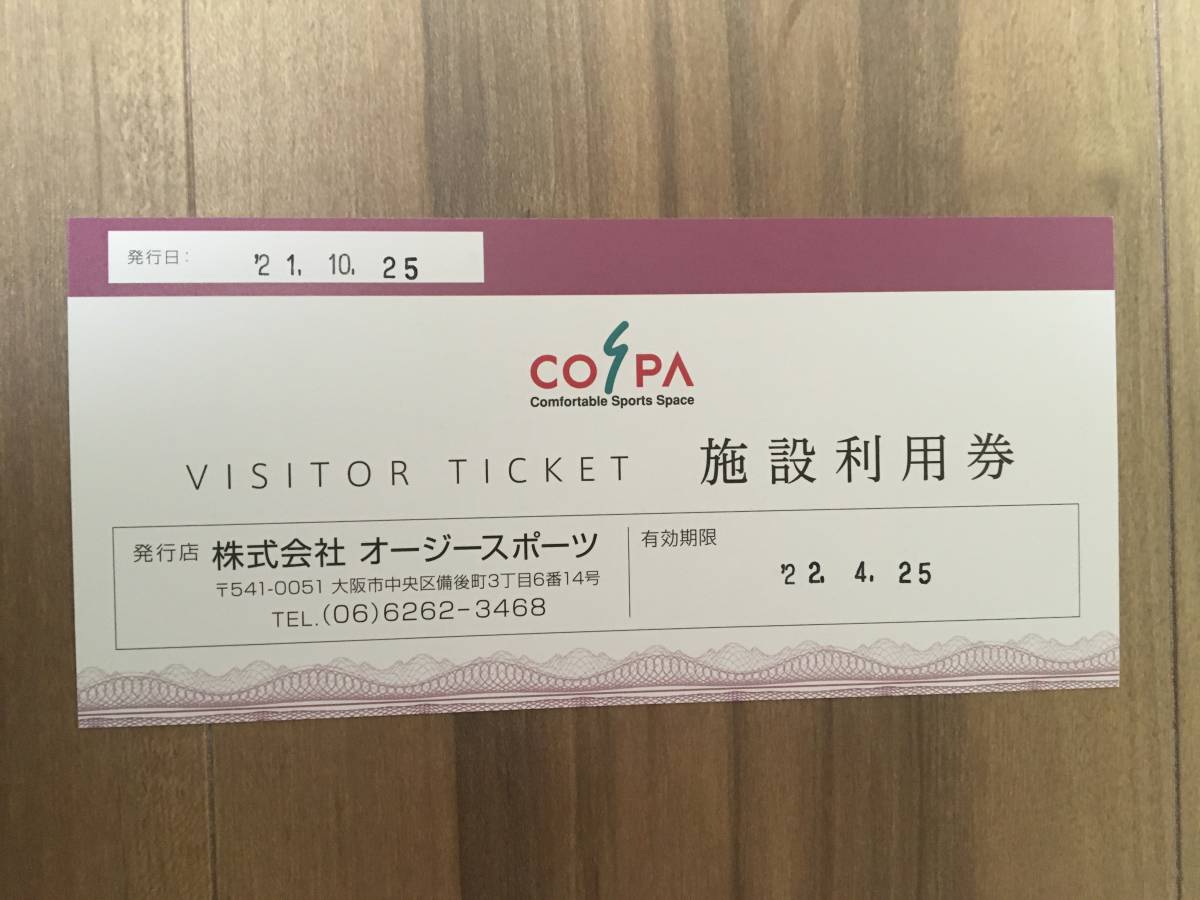 発行日: '21. 10. 25
COSPA
Comfortable Sports Space
VISITOR TICKET 施設利用券
発行店 株式会社 オージースポーツ
〒541-0051 大阪市中央区備後町3丁目6番14号
TEL.(06)6262-3468
有効期限
'22. 4. 25